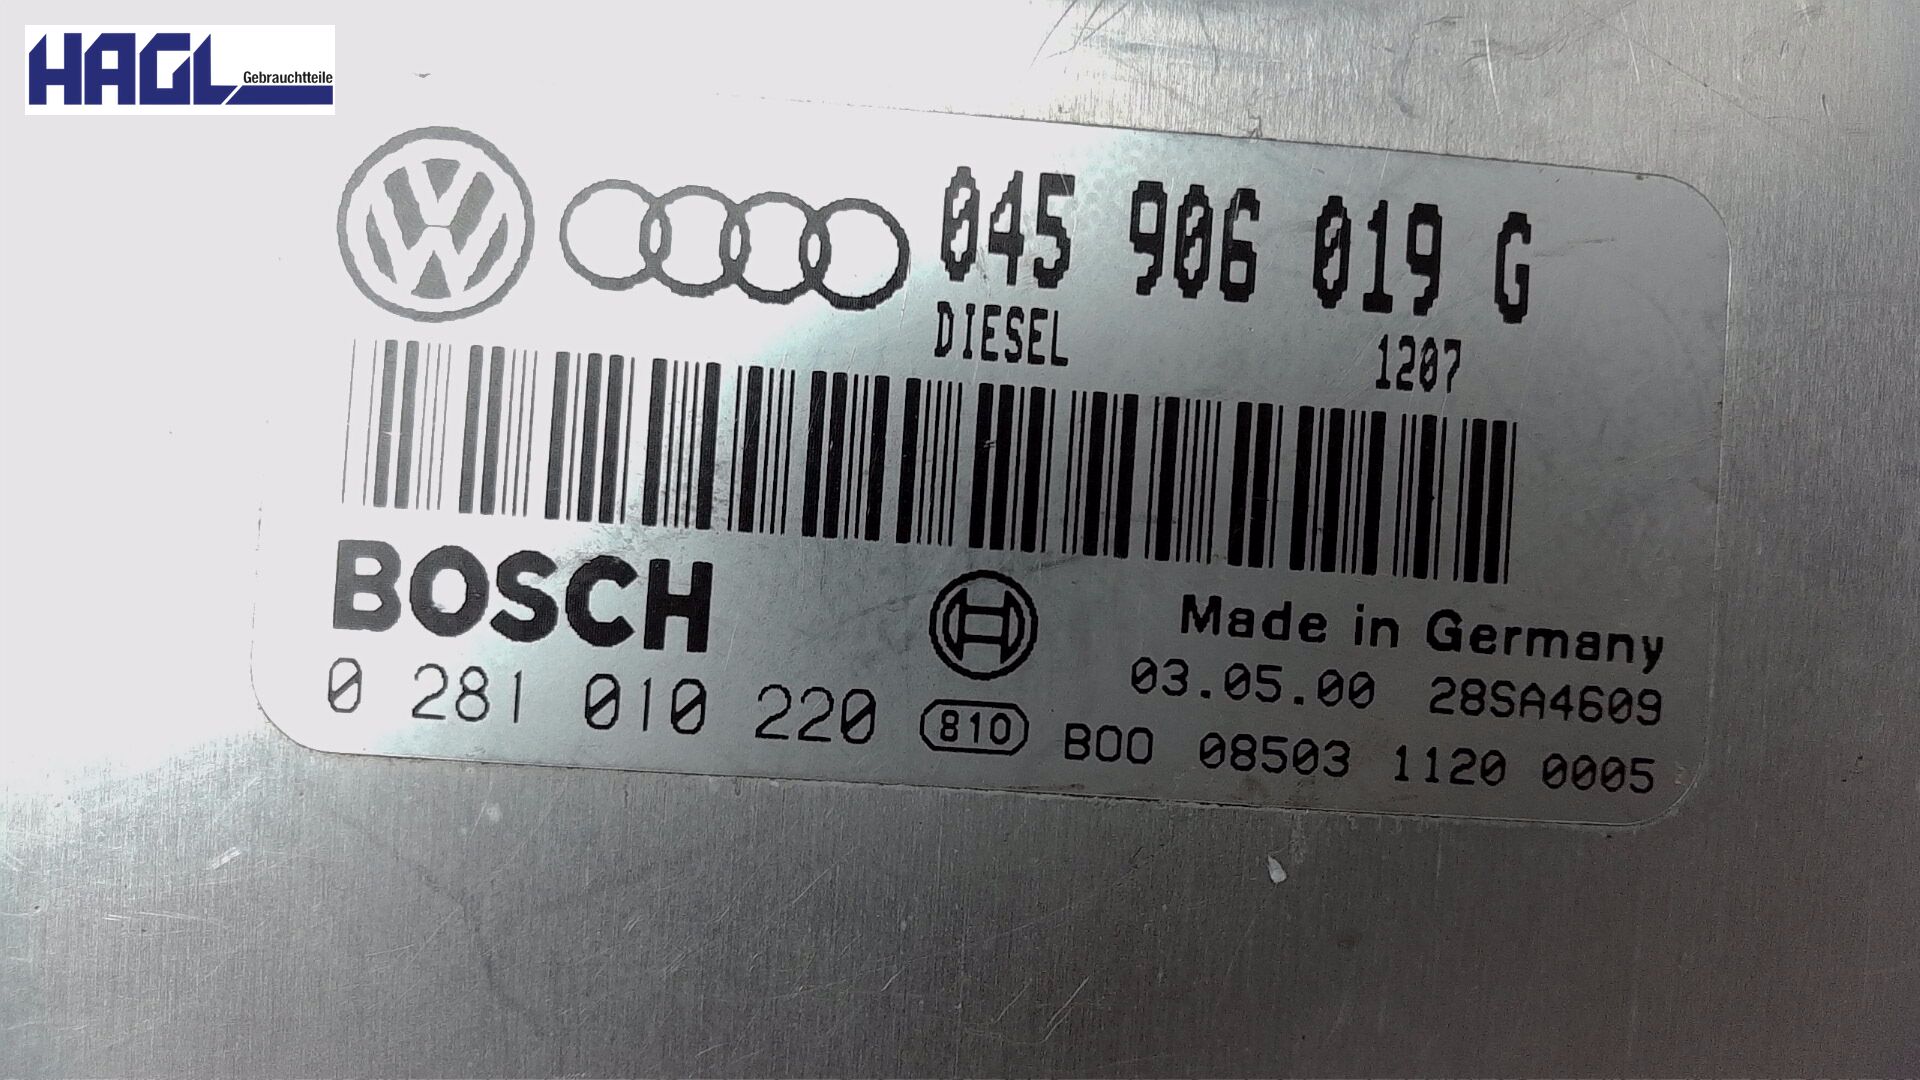 HAGL Gebrauchtteile
045 906 019 G
DIESEL 1207
BOSCH
Made in Germany
0 281 010 220
03.05.00 28SA4609
810 B00 08503 1120 0005